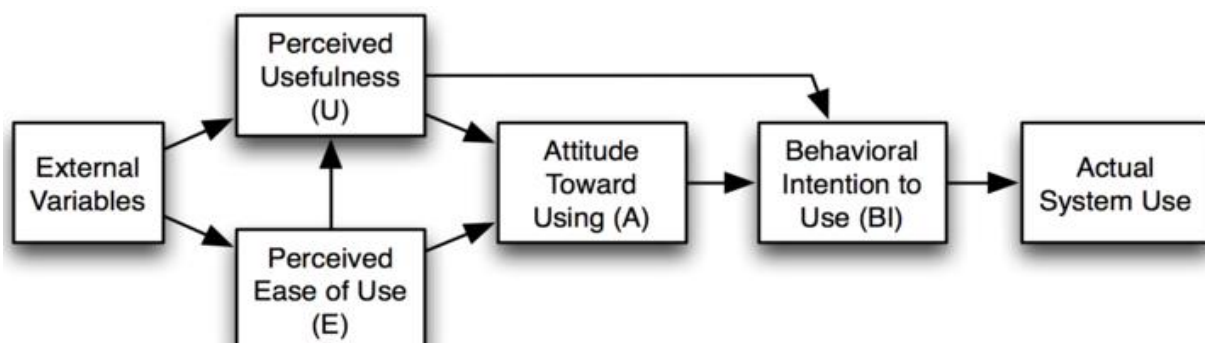 External
Variables
Perceived
Usefulness
(U)
Perceived
Ease of Use
(E)
Attitude
Toward
Using (A)
Behavioral
Intention to
Use (BI)
Actual
System Use